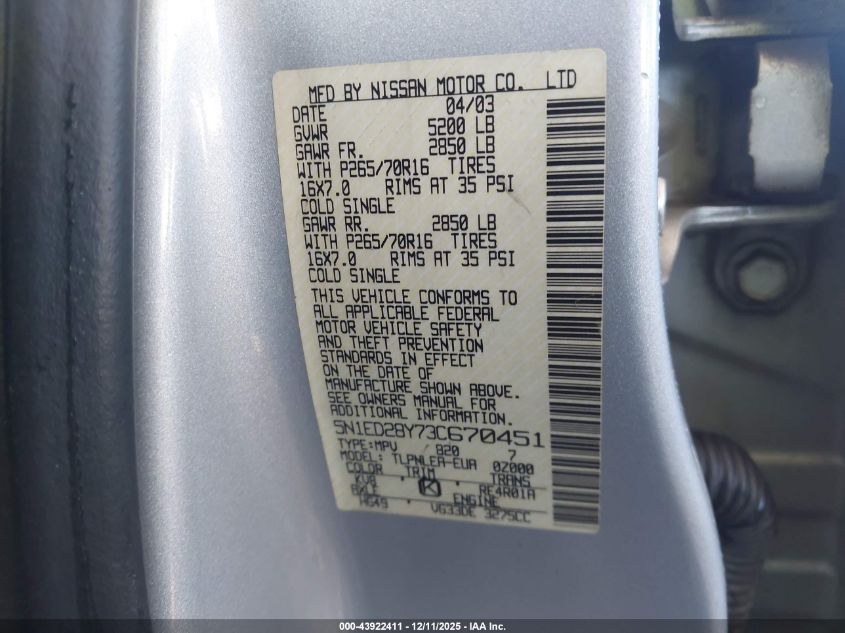 MFD BY NISSAN MOTOR CO. LTD
DATE 04/03
GVWR 5200 LB
GAWR FR. 2850 LB
WITH P265/70R16 TIRES
16X7.0 RIMS AT 35 PSI
COLD SINGLE
GAWR RR. 2850 LB
WITH P265/70R16 TIRES
16X7.0 RIMS AT 35 PSI
COLD SINGLE
THIS VEHICLE CONFORMS TO
ALL APPLICABLE FEDERAL
MOTOR VEHICLE SAFETY
AND THEFT PREVENTION
STANDARDS IN EFFECT
ON THE DATE OF
MANUFACTURE SHOWN ABOVE.
SEE OWNERS MANUAL FOR
ADDITIONAL INFORMATION.
5N1ED28Y73C670451
TYPE:MPV / 820 7
MODEL: TLPNLEA-EUA 0Z000
COLOR TRIM TRANS
KV8 K RE4R01A
AXLE ENGINE
HG49 VG33DE 3275CC
000-43922411 - 12/11/2025 - IAA Inc.